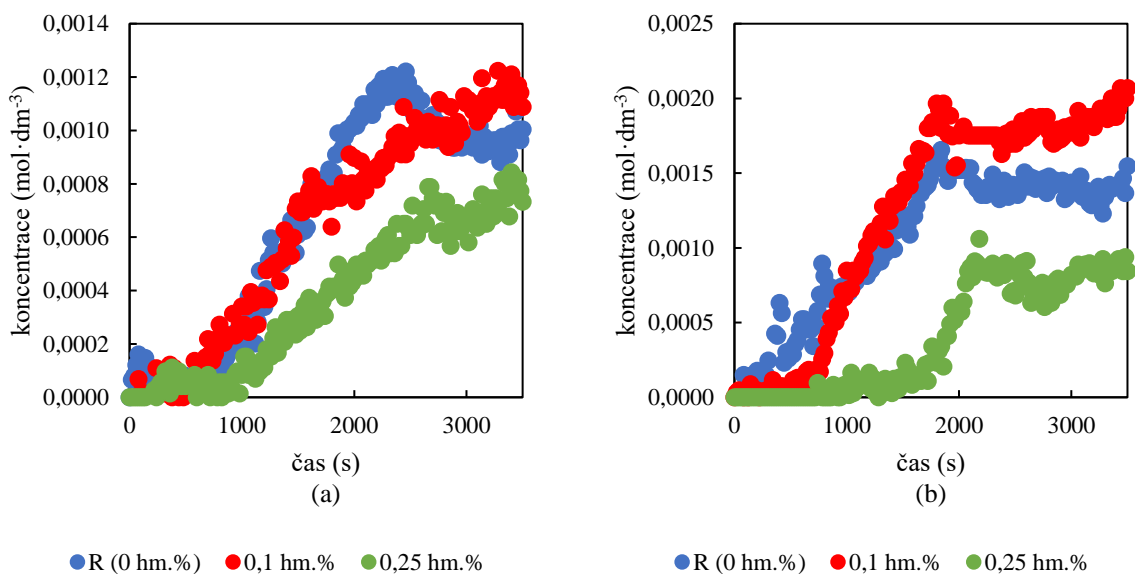 koncentrace (mol·dm-3)
0,0014
0,0012
0,0010
0,0008
0,0006
0,0004
0,0002
0,0000
0 1000 2000 3000
čas (s)
(a)
koncentrace (mol·dm-3)
0,0025
0,0020
0,0015
0,0010
0,0005
0,0000
0 1000 2000 3000
čas (s)
(b)
R (0 hm.%) 0,1 hm.% 0,25 hm.%
R (0 hm.%) 0,1 hm.% 0,25 hm.%